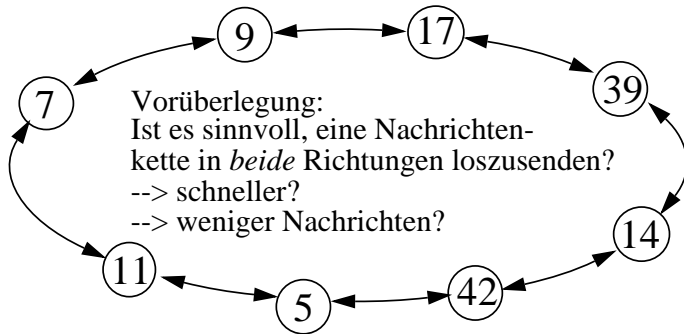 9
17
7
39
Vorüberlegung:
Ist es sinnvoll, eine Nachrichten-
kette in beide Richtungen loszusenden?
--> schneller?
--> weniger Nachrichten?
14
11
5
42